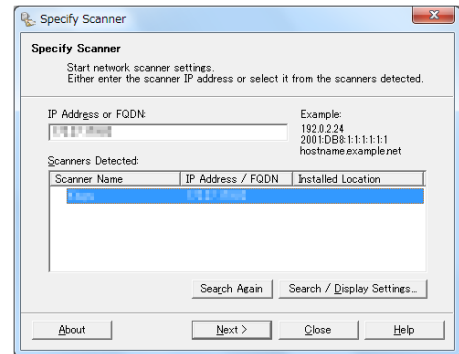 Specify Scanner
Specify Scanner
Start network scanner settings.
Either enter the scanner IP address or select it from the scanners detected.
IP Address or FQDN:
Example:
192.0.2.24
2001:DB8:1:1:1:1:1:1
hostname.example.net
Scanners Detected:
Scanner Name IP Address / FQDN Installed Location
Search Again Search / Display Settings...
About Next > Close Help